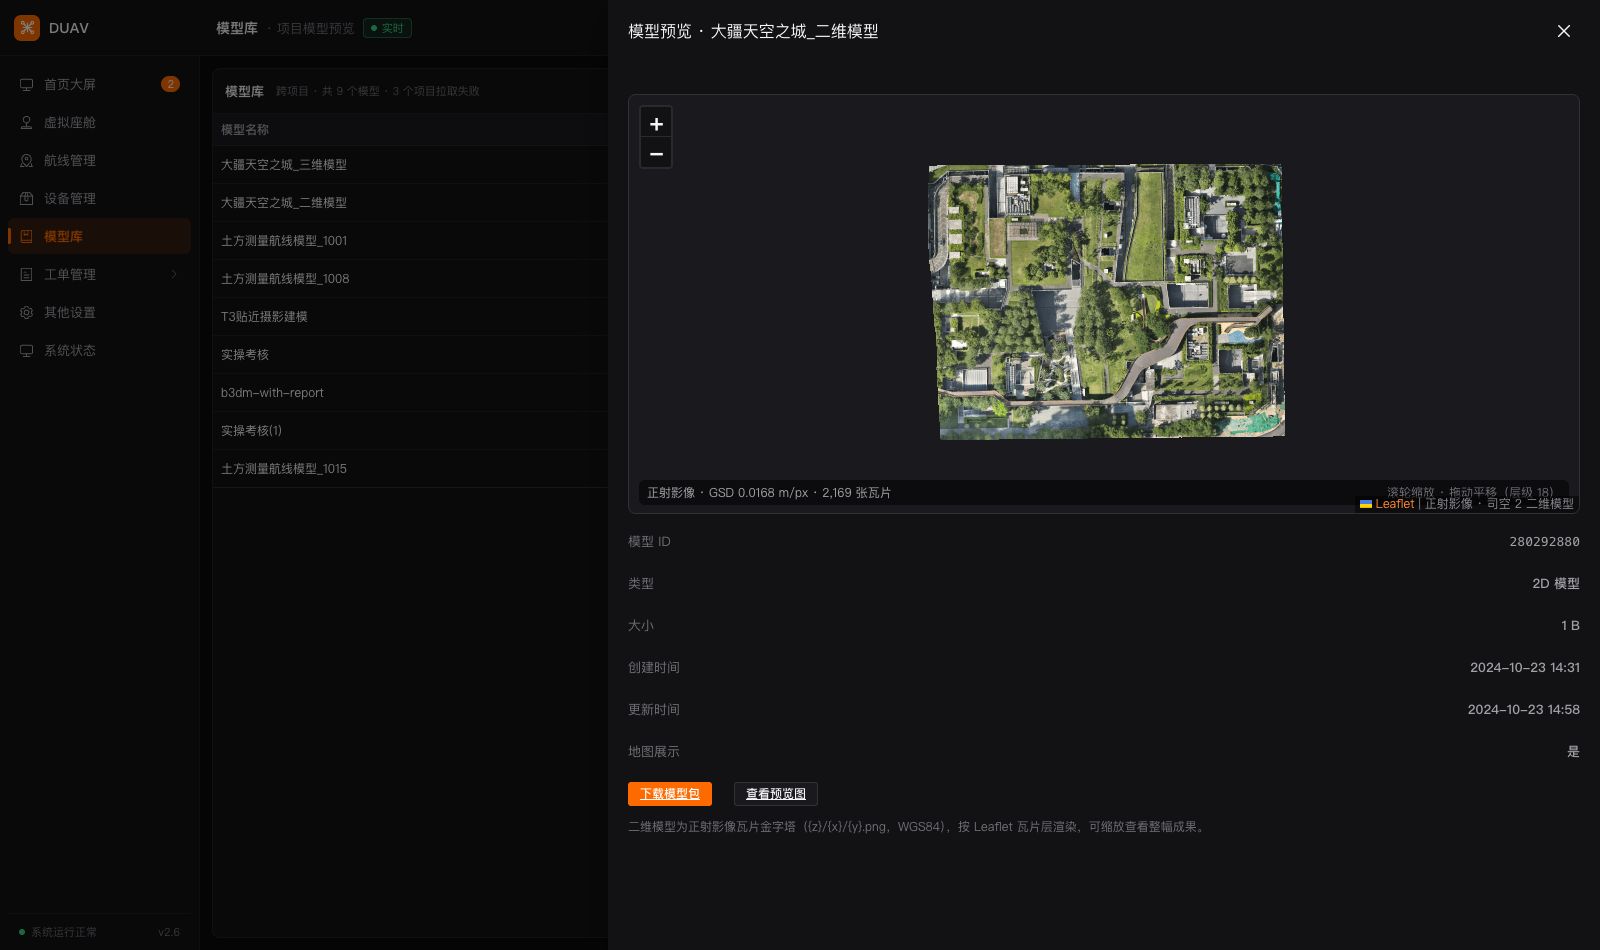 DUAV
模型库 · 项目模型预览 实时
首页大屏 2
虚拟座舱
航线管理
设备管理
模型库
工单管理
其他设置
系统状态
系统运行正常 v2.6
模型库 跨项目 · 共 9 个模型 · 3 个项目拉取失败
模型名称
大疆天空之城_三维模型
大疆天空之城_二维模型
土方测量航线模型_1001
土方测量航线模型_1008
T3贴近摄影建模
实操考核
b3dm-with-report
实操考核(1)
土方测量航线模型_1015
模型预览 · 大疆天空之城_二维模型
+
−
正射影像 · GSD 0.0168 m/px · 2,169 张瓦片
滚轮缩放 · 拖动平移（层级 18）
Leaflet | 正射影像 · 司空 2 二维模型
模型 ID 280292880
类型 2D 模型
大小 1 B
创建时间 2024-10-23 14:31
更新时间 2024-10-23 14:58
地图展示 是
下载模型包 查看预览图
二维模型为正射影像瓦片金字塔（{z}/{x}/{y}.png，WGS84），按 Leaflet 瓦片层渲染，可缩放查看整幅成果。